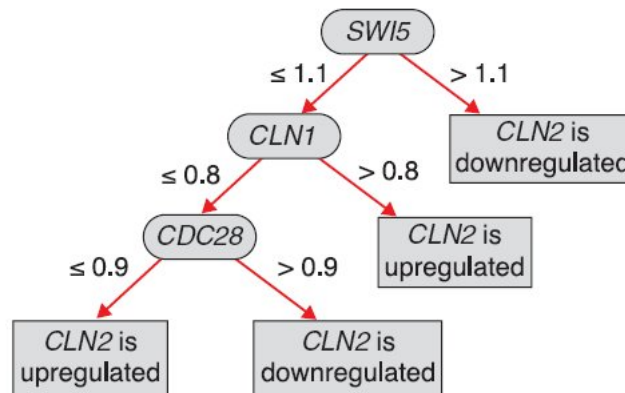 SWI5
≤ 1.1
> 1.1
CLN1
CLN2 is
downregulated
≤ 0.8
> 0.8
CDC28
CLN2 is
upregulated
≤ 0.9
> 0.9
CLN2 is
upregulated
CLN2 is
downregulated